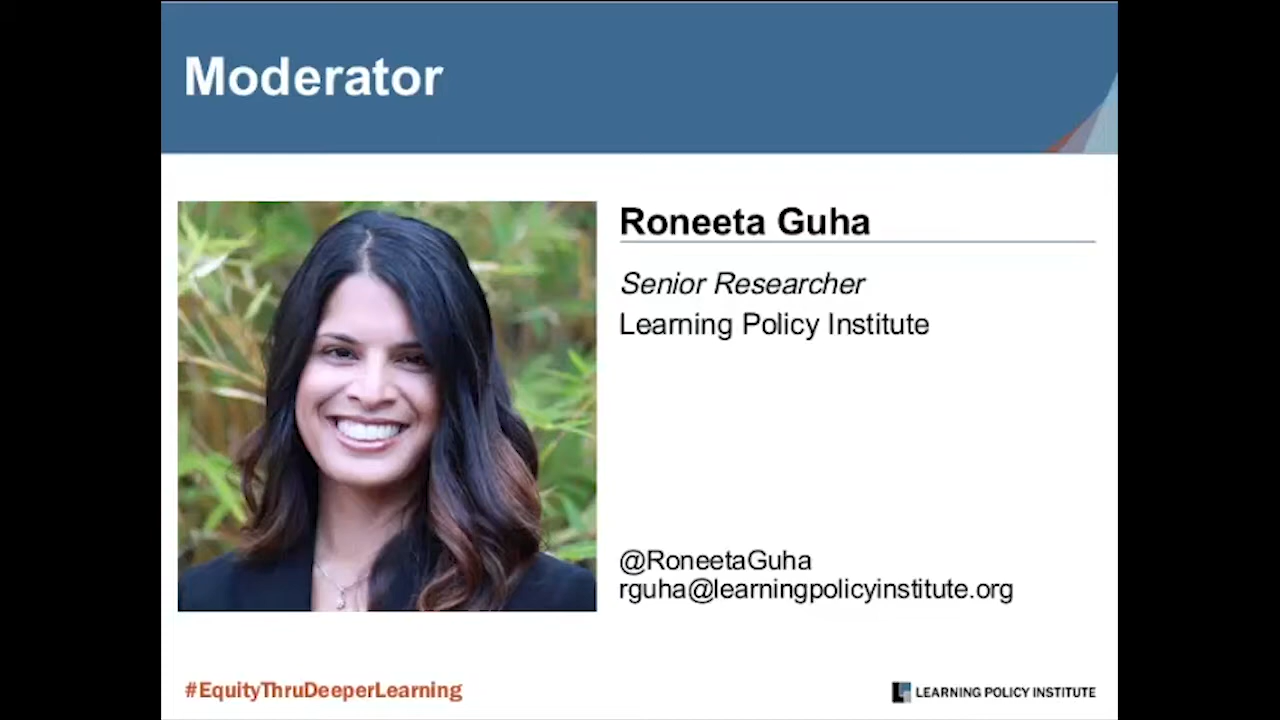 Moderator
Roneeta Guha
Senior Researcher
Learning Policy Institute
@RoneetaGuha
rguha@learningpolicyinstitute.org
#EquityThruDeeperLearning
LEARNING POLICY INSTITUTE